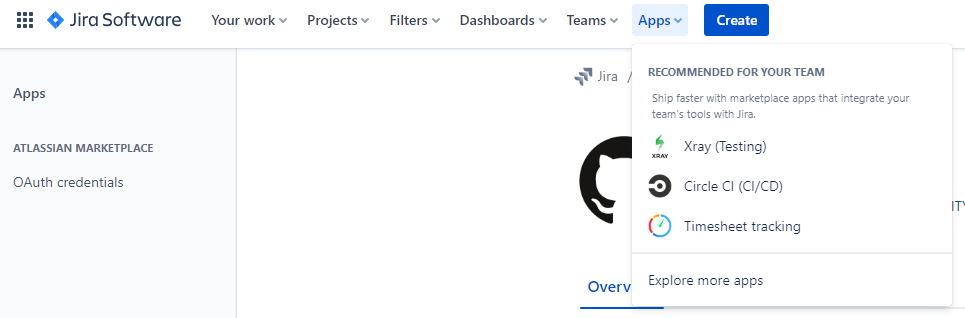 Jira Software Your work Projects Filters Dashboards Teams Apps Create
Apps
ATLASSIAN MARKETPLACE
OAuth credentials
Jira /
RECOMMENDED FOR YOUR TEAM
Ship faster with marketplace apps that integrate your
team's tools with Jira.
XRAY Xray (Testing)
Circle CI (CI/CD)
Timesheet tracking
Explore more apps